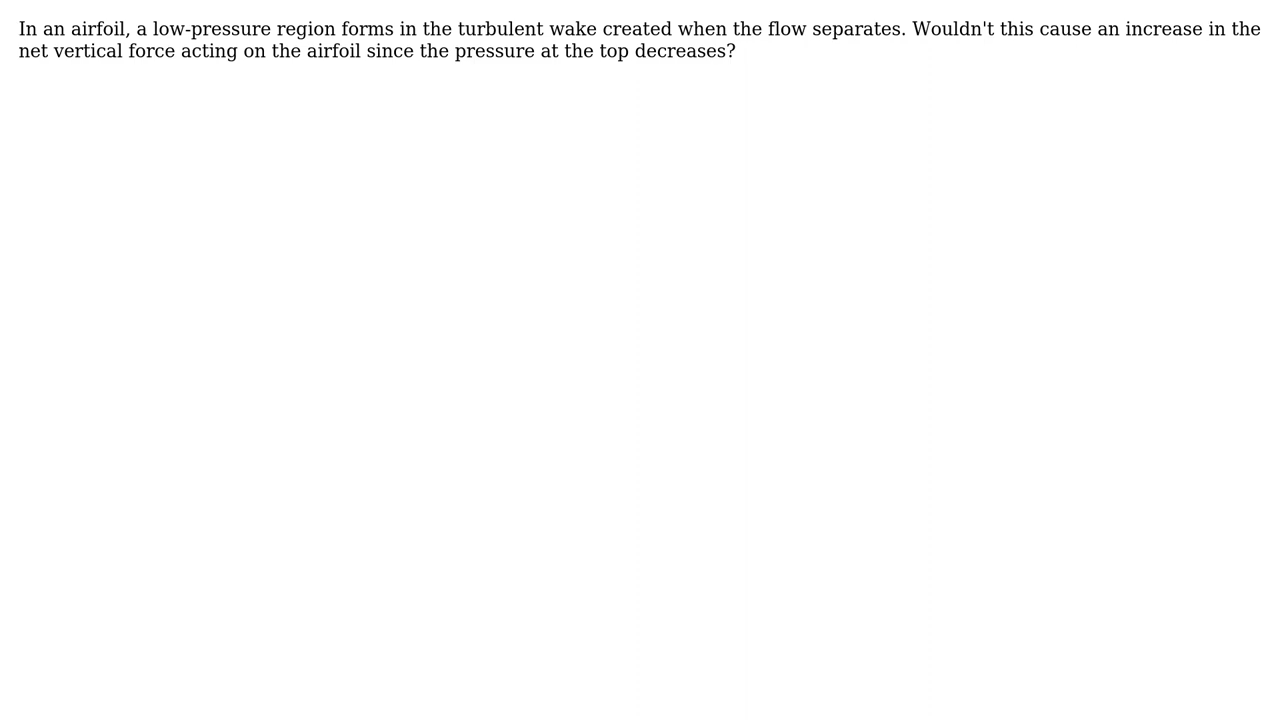 In an airfoil, a low-pressure region forms in the turbulent wake created when the flow separates. Wouldn't this cause an increase in the
net vertical force acting on the airfoil since the pressure at the top decreases?